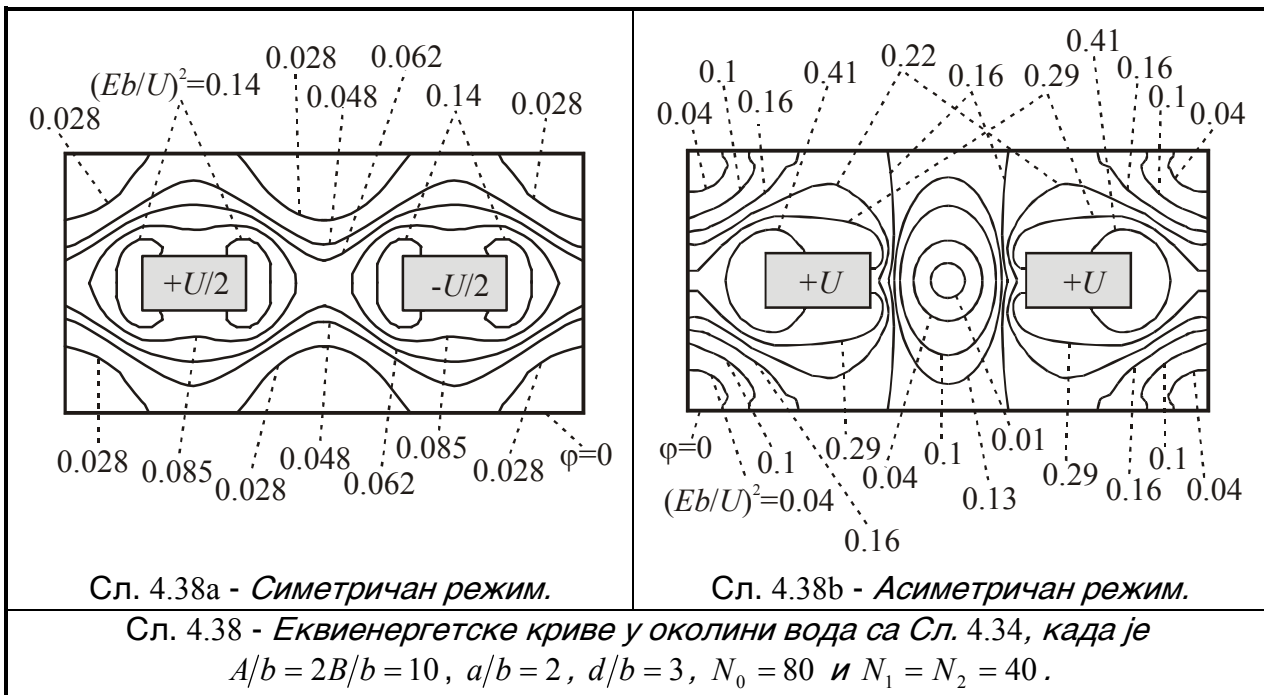 0.028
0.062
(Eb/U)²=0.14
0.048
0.14
0.028
0.028
+U/2
-U/2
0.028
0.085
0.028
0.048
0.062
0.085
0.028
φ=0
Сл. 4.38a - Симетричан режим.
0.41
0.22
0.1
0.41
0.16
0.29
0.16
0.04
0.16
0.1
0.04
+U
+U
φ=0
0.1
0.29
0.04
0.1
0.01
0.29
0.1
(Eb/U)²=0.04
0.13
0.16
0.04
0.16
Сл. 4.38b - Асиметричан режим.
Сл. 4.38 - Еквиенергетске криве у околини вода са Сл. 4.34, када је
A/b = 2B/b = 10, a/b = 2, d/b = 3, N₀ = 80 и N₁ = N₂ = 40.